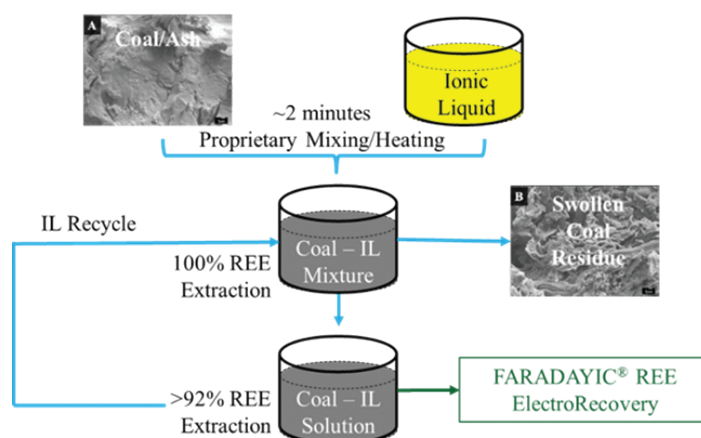 A
Coal/Ash
Ionic
Liquid
~2 minutes
Proprietary Mixing/Heating
IL Recycle
100% REE
Extraction
Coal – IL
Mixture
B
Swollen
Coal
Residue
>92% REE
Extraction
Coal – IL
Solution
FARADAYIC® REE
ElectroRecovery